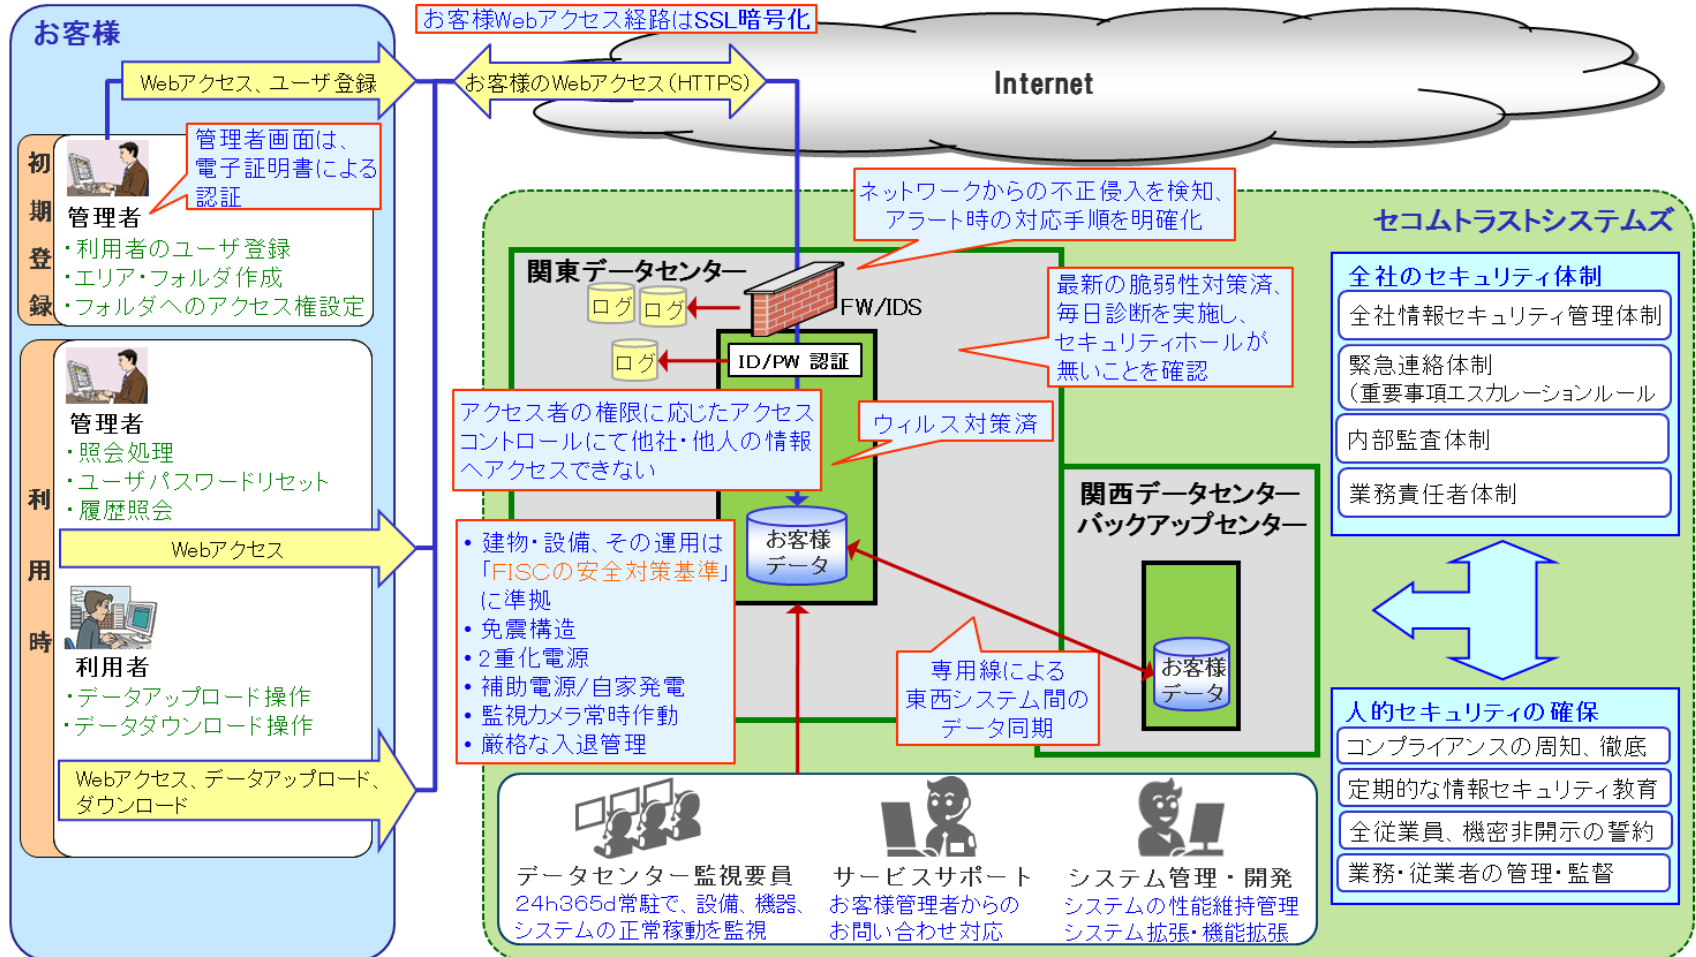 お客様Webアクセス経路はSSL暗号化
お客様
Webアクセス、ユーザ登録
お客様のWebアクセス(HTTPS)
Internet
初期登録
管理者画面は、
電子証明書による
認証
管理者
・利用者のユーザ登録
・エリア・フォルダ作成
・フォルダへのアクセス権設定
利用時
管理者
・照会処理
・ユーザパスワードリセット
・履歴照会
Webアクセス
利用者
・データアップロード操作
・データダウンロード操作
Webアクセス、データアップロード、
ダウンロード
セコムトラストシステムズ
ネットワークからの不正侵入を検知、
アラート時の対応手順を明確化
関東データセンター
ログ
ログ
FW/IDS
ログ
ID/PW 認証
最新の脆弱性対策済、
毎日診断を実施し、
セキュリティホールが
無いことを確認
アクセス者の権限に応じたアクセス
コントロールにて他社・他人の情報
へアクセスできない
ウィルス対策済
お客様
データ
• 建物・設備、その運用は
「FISCの安全対策基準」
に準拠
• 免震構造
• 2重化電源
• 補助電源/自家発電
• 監視カメラ常時作動
• 厳格な入退管理
関西データセンター
バックアップセンター
お客様
データ
専用線による
東西システム間の
データ同期
データセンター監視要員
24h365d常駐で、設備、機器、
システムの正常稼動を監視
サービスサポート
お客様管理者からの
お問い合わせ対応
システム管理・開発
システムの性能維持管理
システム拡張・機能拡張
全社のセキュリティ体制
全社情報セキュリティ管理体制
緊急連絡体制
(重要事項エスカレーションルール
内部監査体制
業務責任者体制
人的セキュリティの確保
コンプライアンスの周知、徹底
定期的な情報セキュリティ教育
全従業員、機密非開示の誓約
業務・従業者の管理・監督